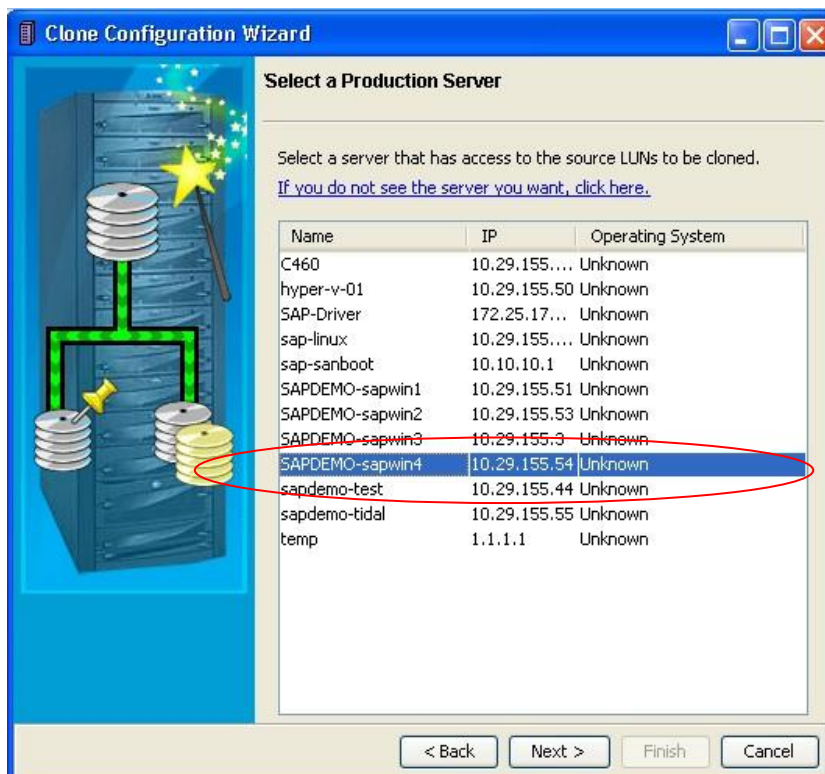 Clone Configuration Wizard
Select a Production Server
Select a server that has access to the source LUNs to be cloned.
If you do not see the server you want, click here.
Name IP Operating System
C460 10.29.155.... Unknown
hyper-v-01 10.29.155.50 Unknown
SAP-Driver 172.25.17... Unknown
sap-linux 10.29.155.... Unknown
sap-sanboot 10.10.10.1 Unknown
SAPDEMO-sapwin1 10.29.155.51 Unknown
SAPDEMO-sapwin2 10.29.155.53 Unknown
SAPDEMO-sapwin3 10.29.155.3 Unknown
SAPDEMO-sapwin4 10.29.155.54 Unknown
sapdemo-test 10.29.155.44 Unknown
sapdemo-tidal 10.29.155.55 Unknown
temp 1.1.1.1 Unknown
< Back Next > Finish Cancel